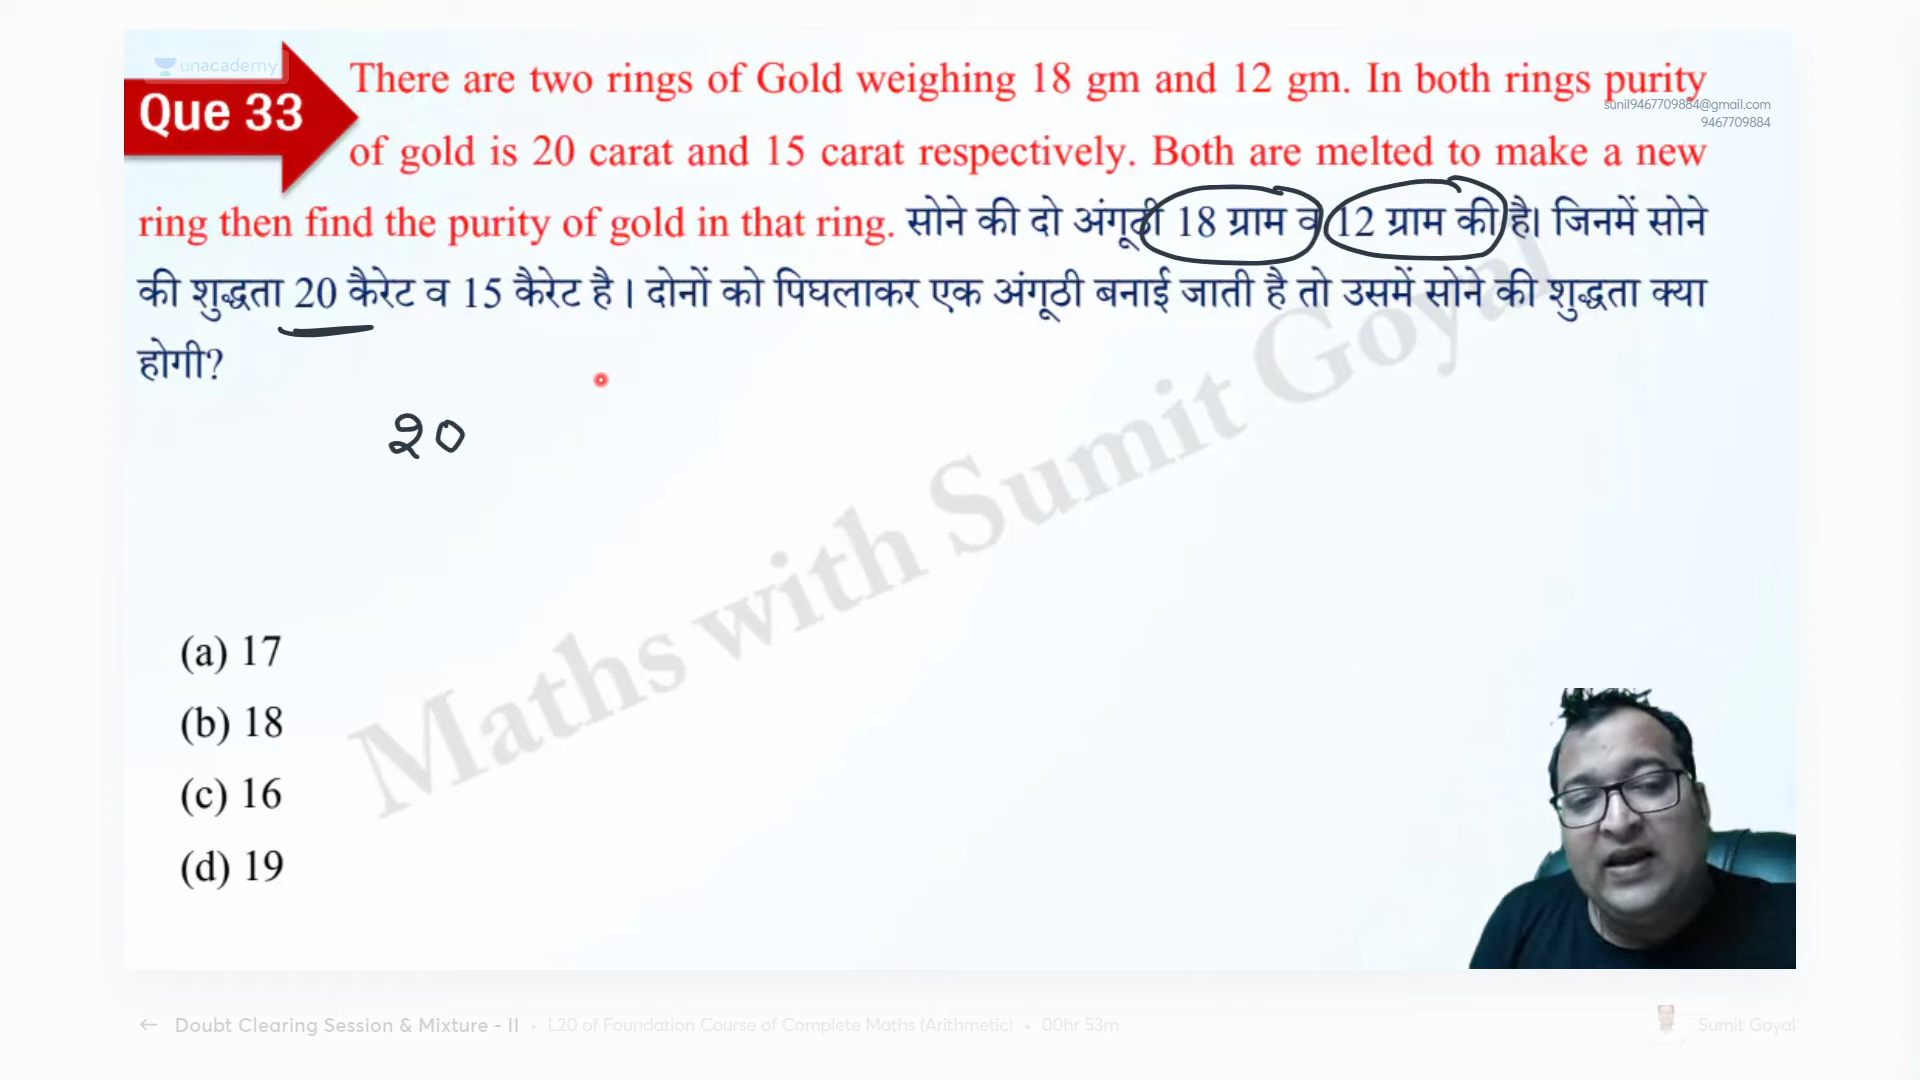 unacademy
Que 33
There are two rings of Gold weighing 18 gm and 12 gm. In both rings purity
sunil9467709884@gmail.com
9467709884
of gold is 20 carat and 15 carat respectively. Both are melted to make a new
ring then find the purity of gold in that ring. सोने की दो अंगूठी 18 ग्राम व 12 ग्राम की है। जिनमें सोने
की शुद्धता 20 कैरेट व 15 कैरेट है। दोनों को पिघलाकर एक अंगूठी बनाई जाती है तो उसमें सोने की शुद्धता क्या
होगी?
20
Maths with Sumit Goyal
(a) 17
(b) 18
(c) 16
(d) 19
Doubt Clearing Session & Mixture - II • L20 of Foundation Course of Complete Maths (Arithmetic) • 00hr 53m
Sumit Goyal